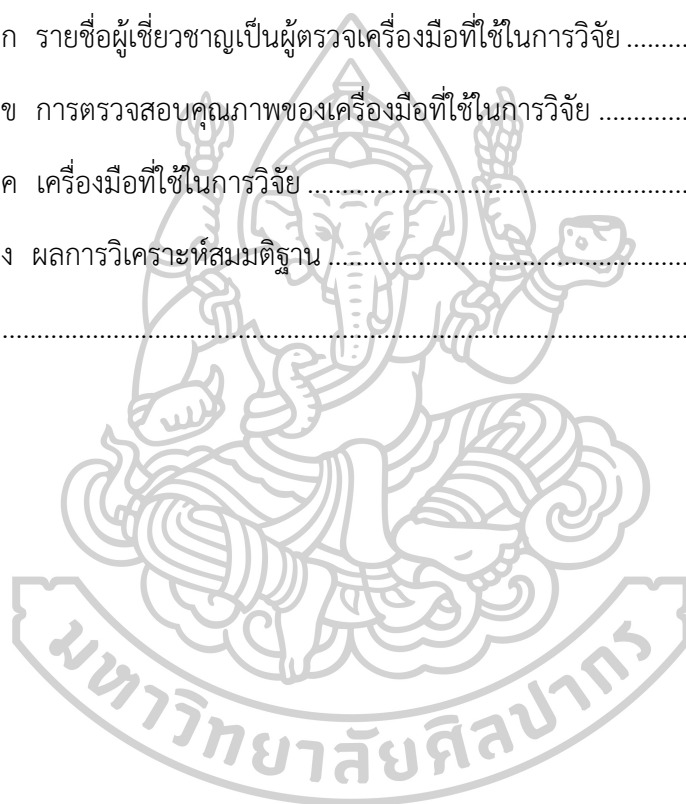 ก รายชื่อผู้เชี่ยวชาญเป็นผู้ตรวจเครื่องมือที่ใช้ในการวิจัย .........
ข การตรวจสอบคุณภาพของเครื่องมือที่ใช้ในการวิจัย .............
ค เครื่องมือที่ใช้ในการวิจัย .......................................................
ง ผลการวิเคราะห์สมมติฐาน ....................................................
....................................................................................................
มหาวิทยาลัยศิลปากร